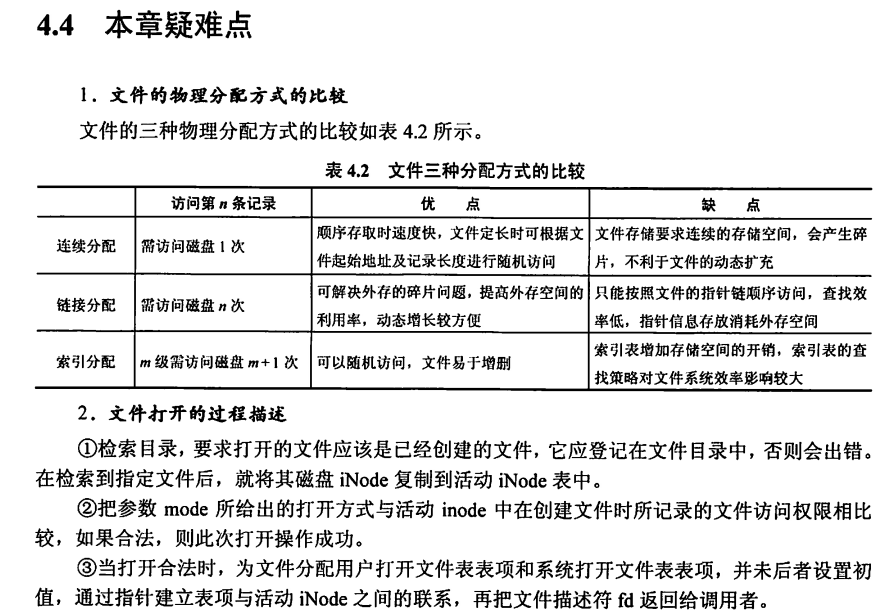 4.4 本章疑难点
1．文件的物理分配方式的比较
文件的三种物理分配方式的比较如表 4.2 所示。
表 4.2 文件三种分配方式的比较
访问第 n 条记录 优 点 缺 点
连续分配 需访问磁盘 1 次 顺序存取时速度快，文件定长时可根据文件起始地址及记录长度进行随机访问 文件存储要求连续的存储空间，会产生碎片，不利于文件的动态扩充
链接分配 需访问磁盘 n 次 可解决外存的碎片问题，提高外存空间的利用率，动态增长较方便 只能按照文件的指针链顺序访问，查找效率低，指针信息存放消耗外存空间
索引分配 m 级需访问磁盘 m+1 次 可以随机访问，文件易于增删 索引表增加存储空间的开销，索引表的查找策略对文件系统效率影响较大
2．文件打开的过程描述
①检索目录，要求打开的文件应该是已经创建的文件，它应登记在文件目录中，否则会出错。
在检索到指定文件后，就将其磁盘 iNode 复制到活动 iNode 表中。
②把参数 mode 所给出的打开方式与活动 inode 中在创建文件时所记录的文件访问权限相比
较，如果合法，则此次打开操作成功。
③当打开合法时，为文件分配用户打开文件表表项和系统打开文件表表项，并未后者设置初
值，通过指针建立表项与活动 iNode 之间的联系，再把文件描述符 fd 返回给调用者。